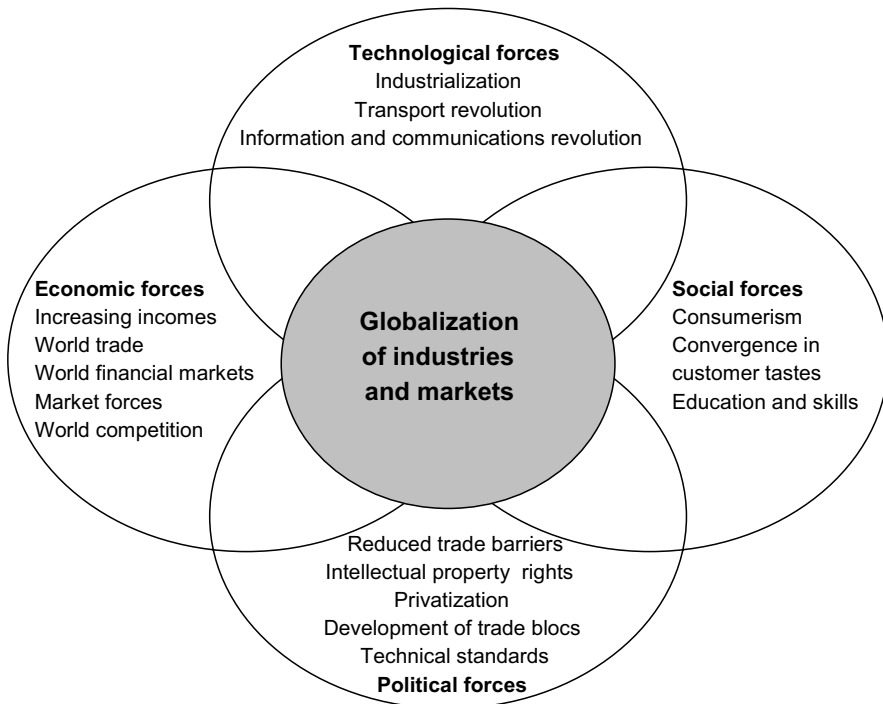 Technological forces
Industrialization
Transport revolution
Information and communications revolution
Economic forces
Increasing incomes
World trade
World financial markets
Market forces
World competition
Globalization
of industries
and markets
Social forces
Consumerism
Convergence in
customer tastes
Education and skills
Reduced trade barriers
Intellectual property rights
Privatization
Development of trade blocs
Technical standards
Political forces